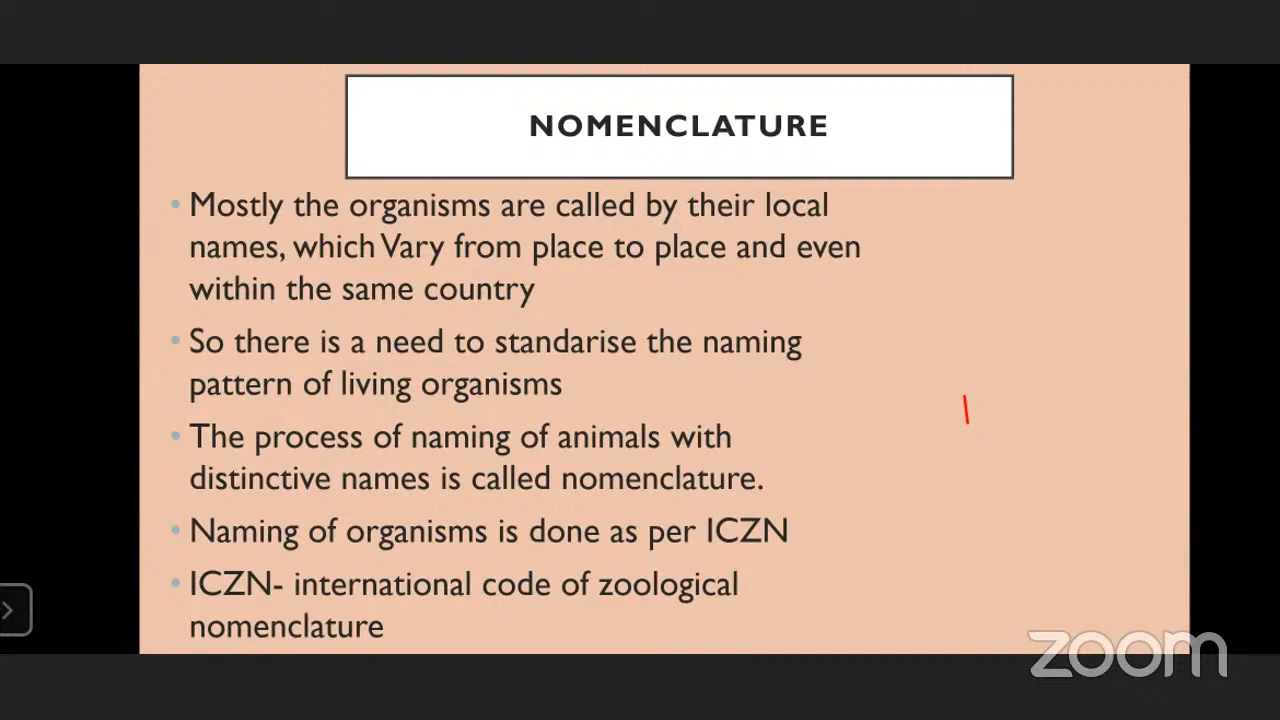 NOMENCLATURE
• Mostly the organisms are called by their local
names, which Vary from place to place and even
within the same country
• So there is a need to standarise the naming
pattern of living organisms
• The process of naming of animals with
distinctive names is called nomenclature.
• Naming of organisms is done as per ICZN
• ICZN- international code of zoological
nomenclature
zoom